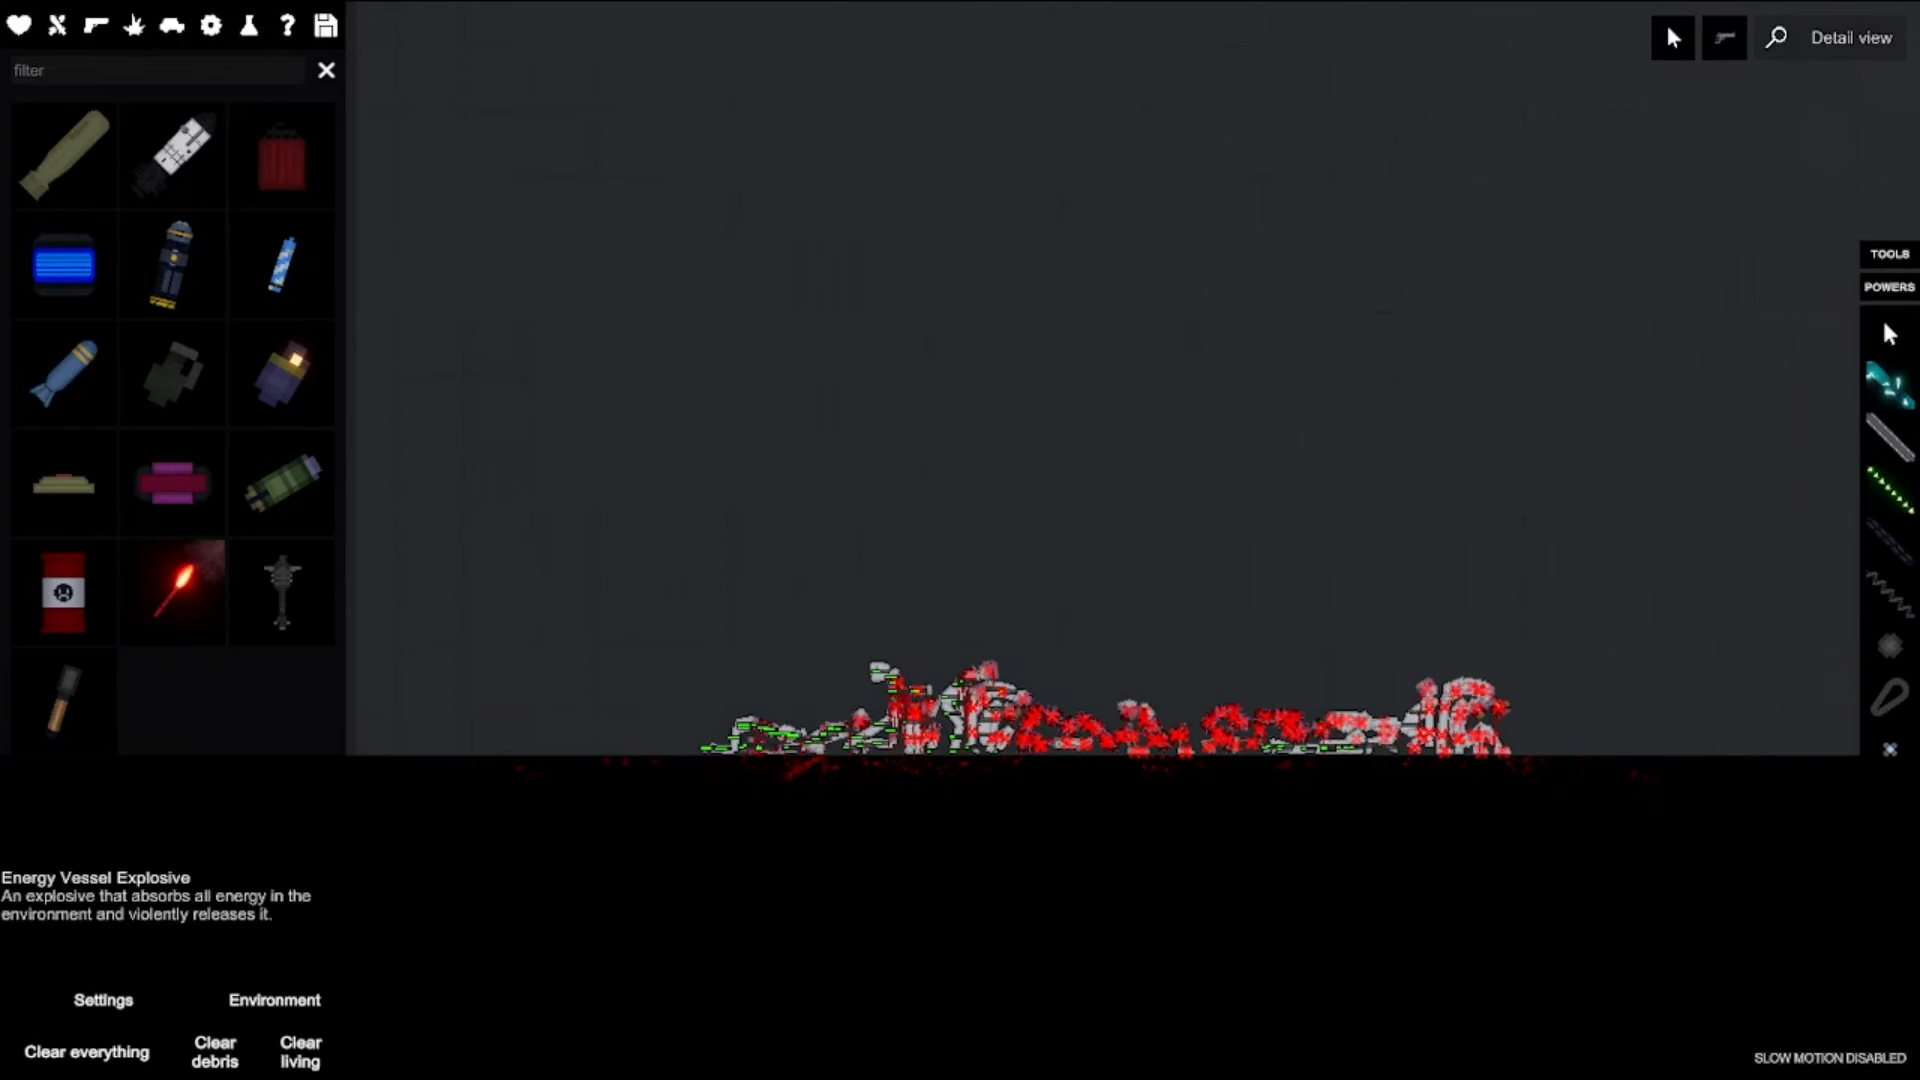 filter
Detail view
TOOLS
POWERS
Energy Vessel Explosive
An explosive that absorbs all energy in the
environment and violently releases it.
Settings
Environment
Clear everything
Clear
debris
Clear
living
SLOW MOTION DISABLED